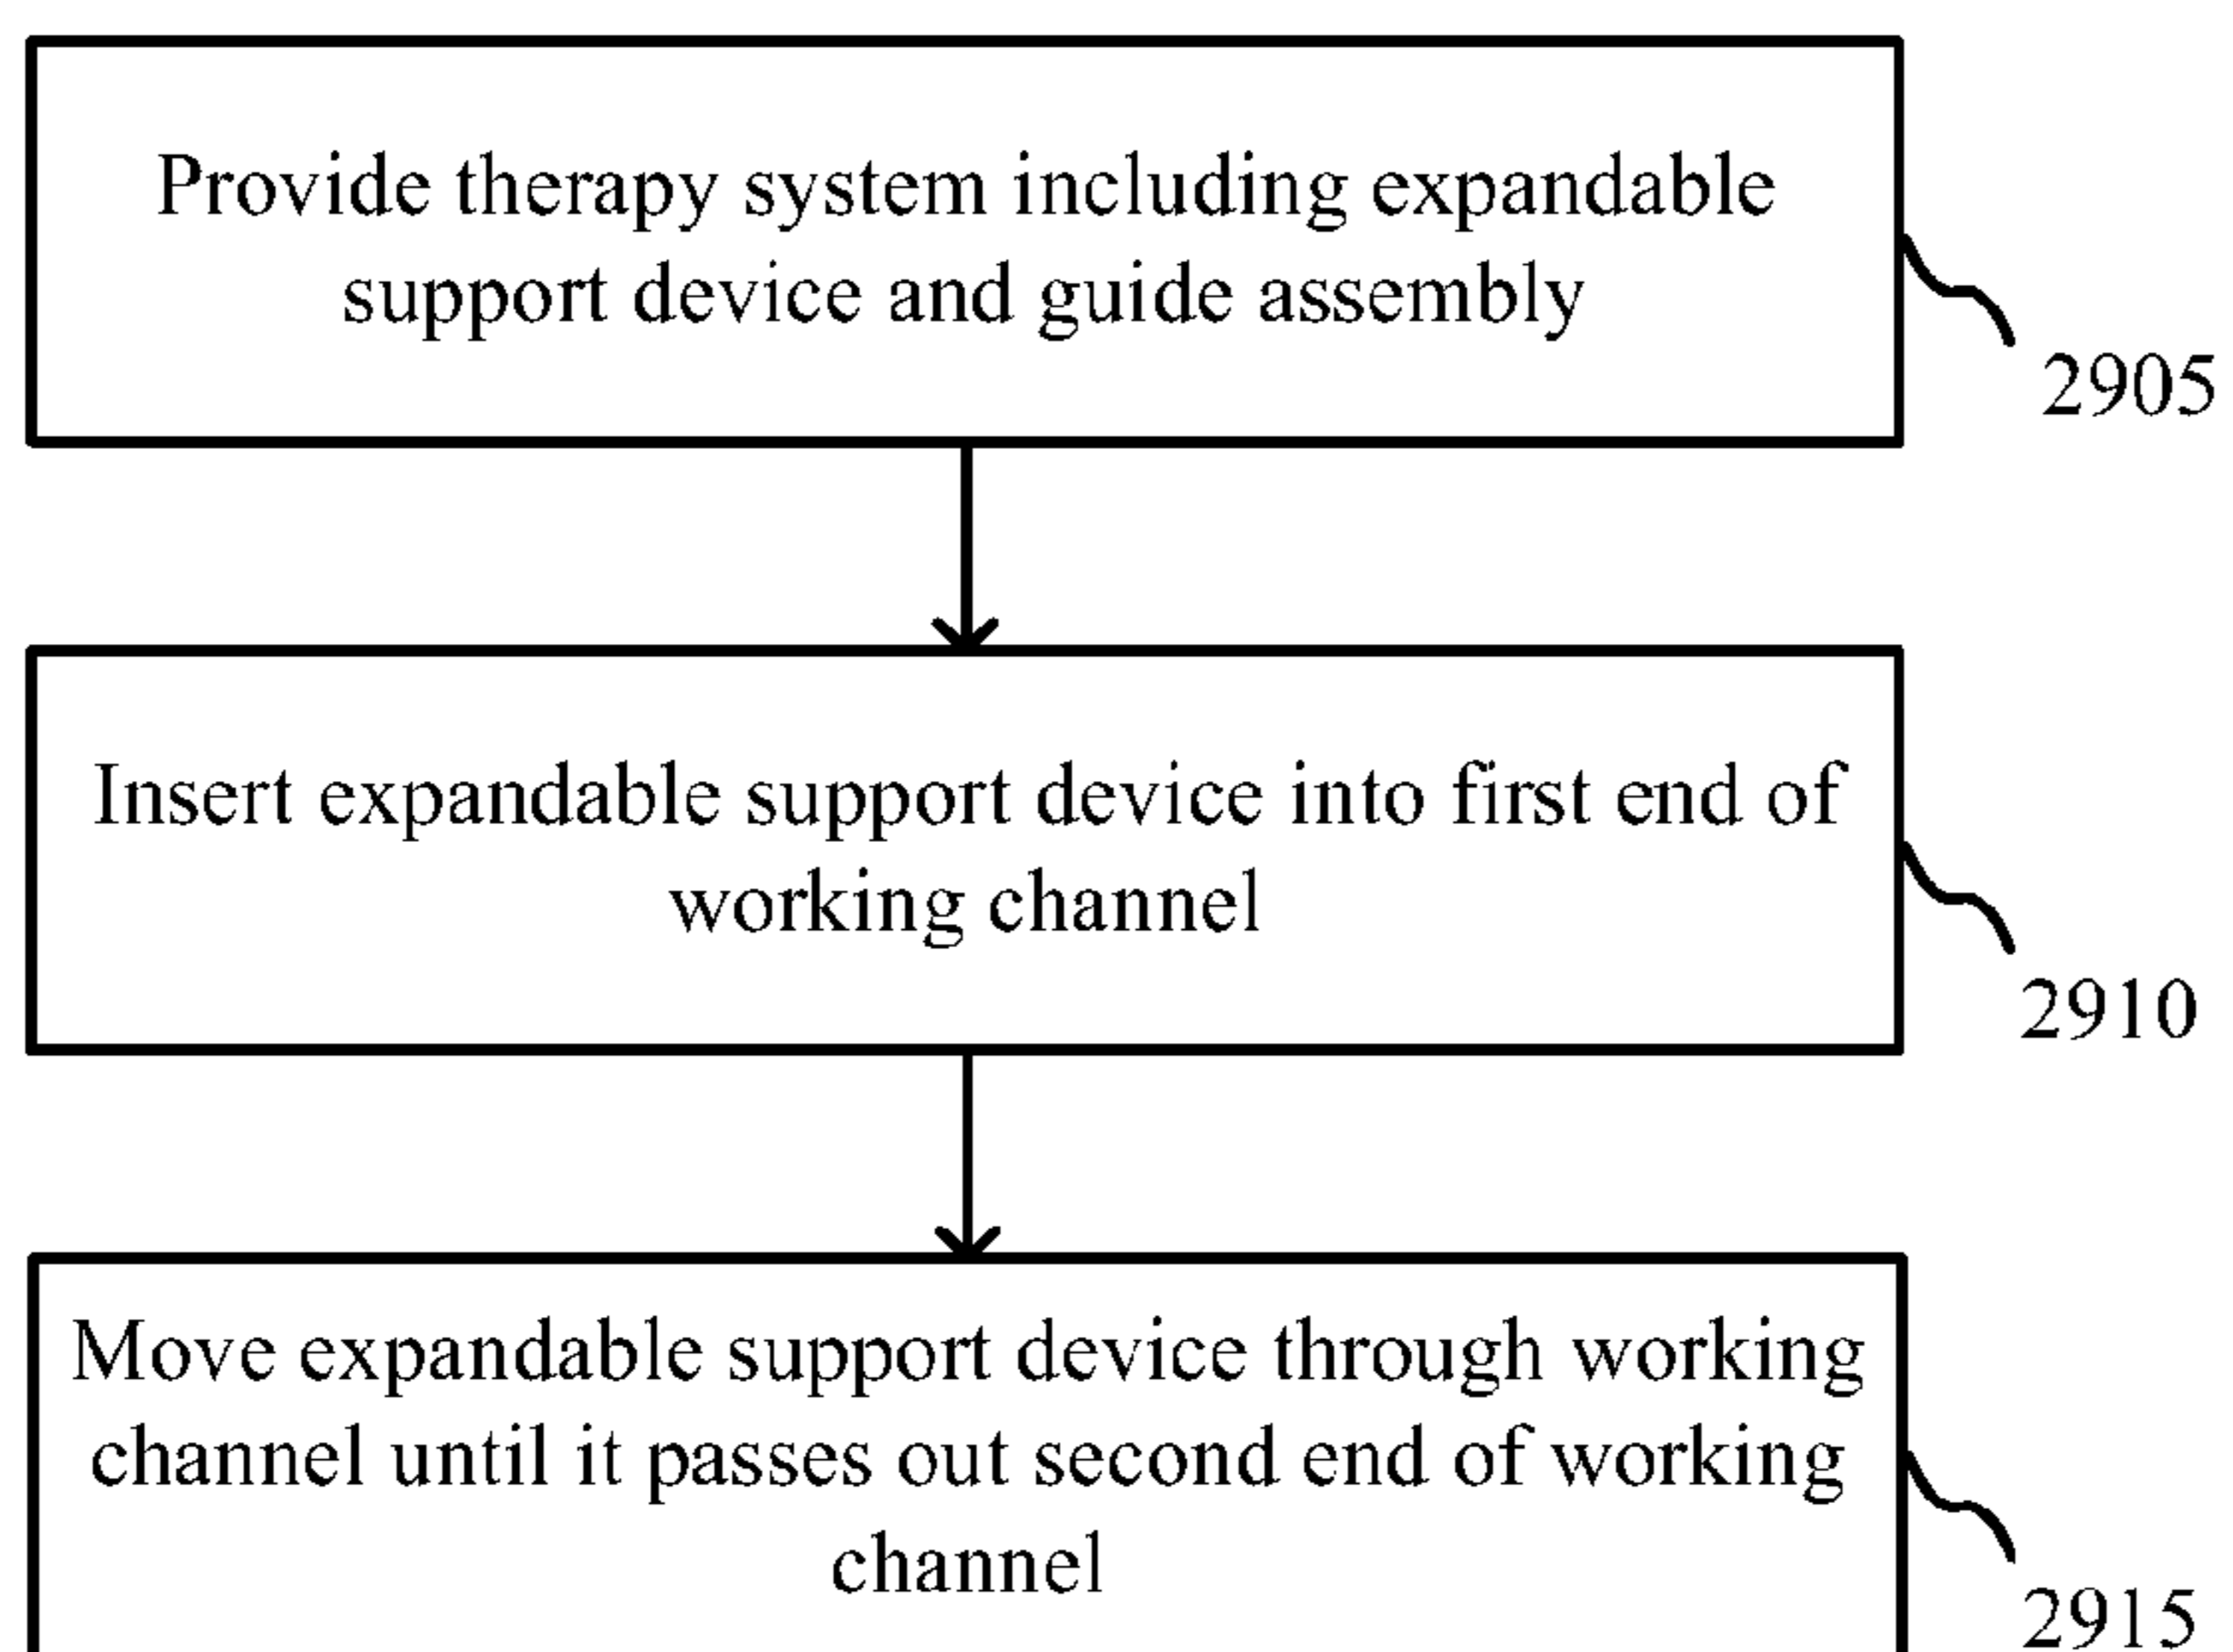 Provide therapy system including expandable
support device and guide assembly
2905
Insert expandable support device into first end of
working channel
2910
Move expandable support device through working
channel until it passes out second end of working
channel
2915